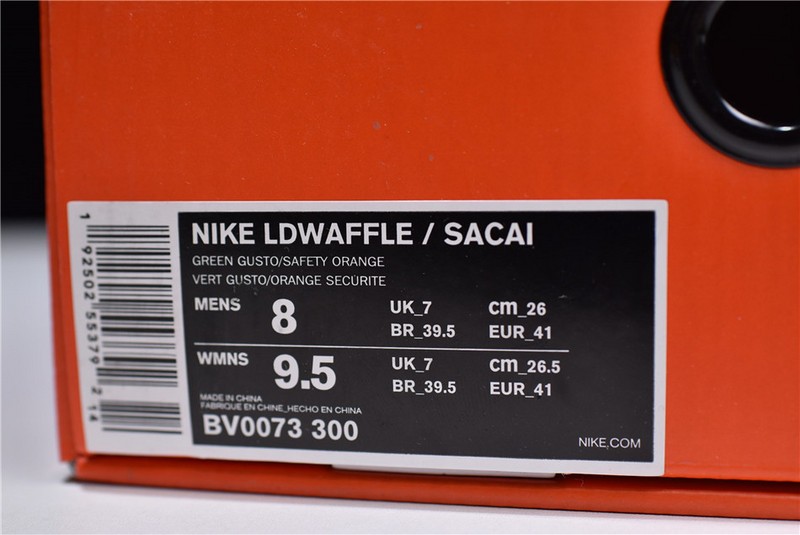 NIKE LDWAFFLE / SACAI
GREEN GUSTO/SAFETY ORANGE
VERT GUSTO/ORANGE SECURITE
MENS 8 UK_7 cm_26
BR_39.5 EUR_41
WMNS 9.5 UK_7 cm_26.5
BR_39.5 EUR_41
MADE IN CHINA
FABRIQUE EN CHINE_HECHO EN CHINA
BV0073 300
NIKE.COM
1 92502 55379 2 14